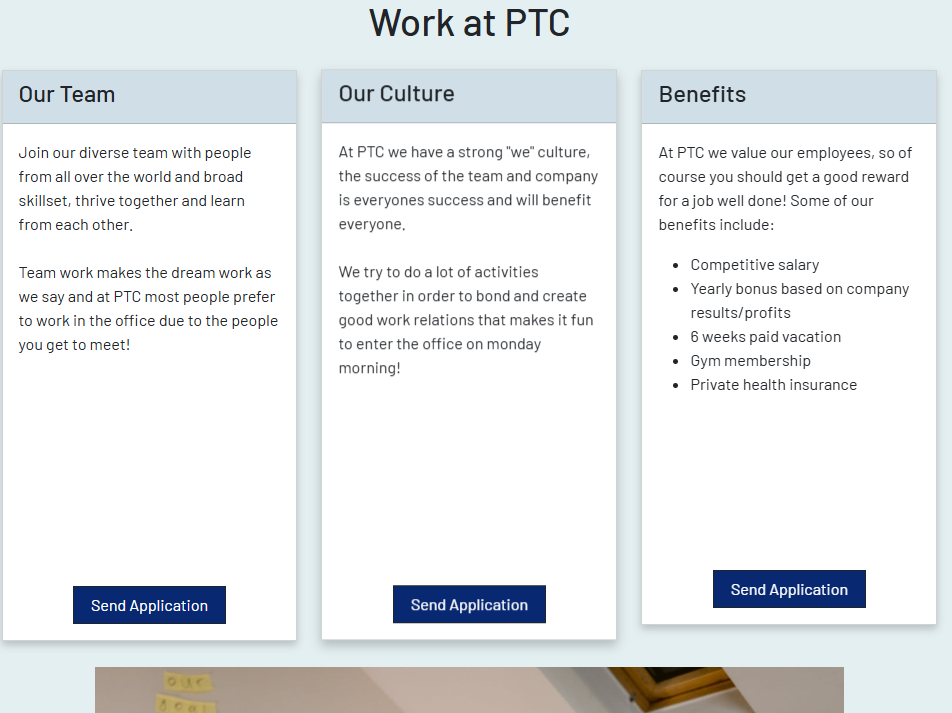 Work at PTC
Our Team
Join our diverse team with people
from all over the world and broad
skillset, thrive together and learn
from each other.
Team work makes the dream work as
we say and at PTC most people prefer
to work in the office due to the people
you get to meet!
Send Application
Our Culture
At PTC we have a strong "we" culture,
the success of the team and company
is everyones success and will benefit
everyone.
We try to do a lot of activities
together in order to bond and create
good work relations that makes it fun
to enter the office on monday
morning!
Send Application
Benefits
At PTC we value our employees, so of
course you should get a good reward
for a job well done! Some of our
benefits include:
• Competitive salary
• Yearly bonus based on company
results/profits
• 6 weeks paid vacation
• Gym membership
• Private health insurance
Send Application
our